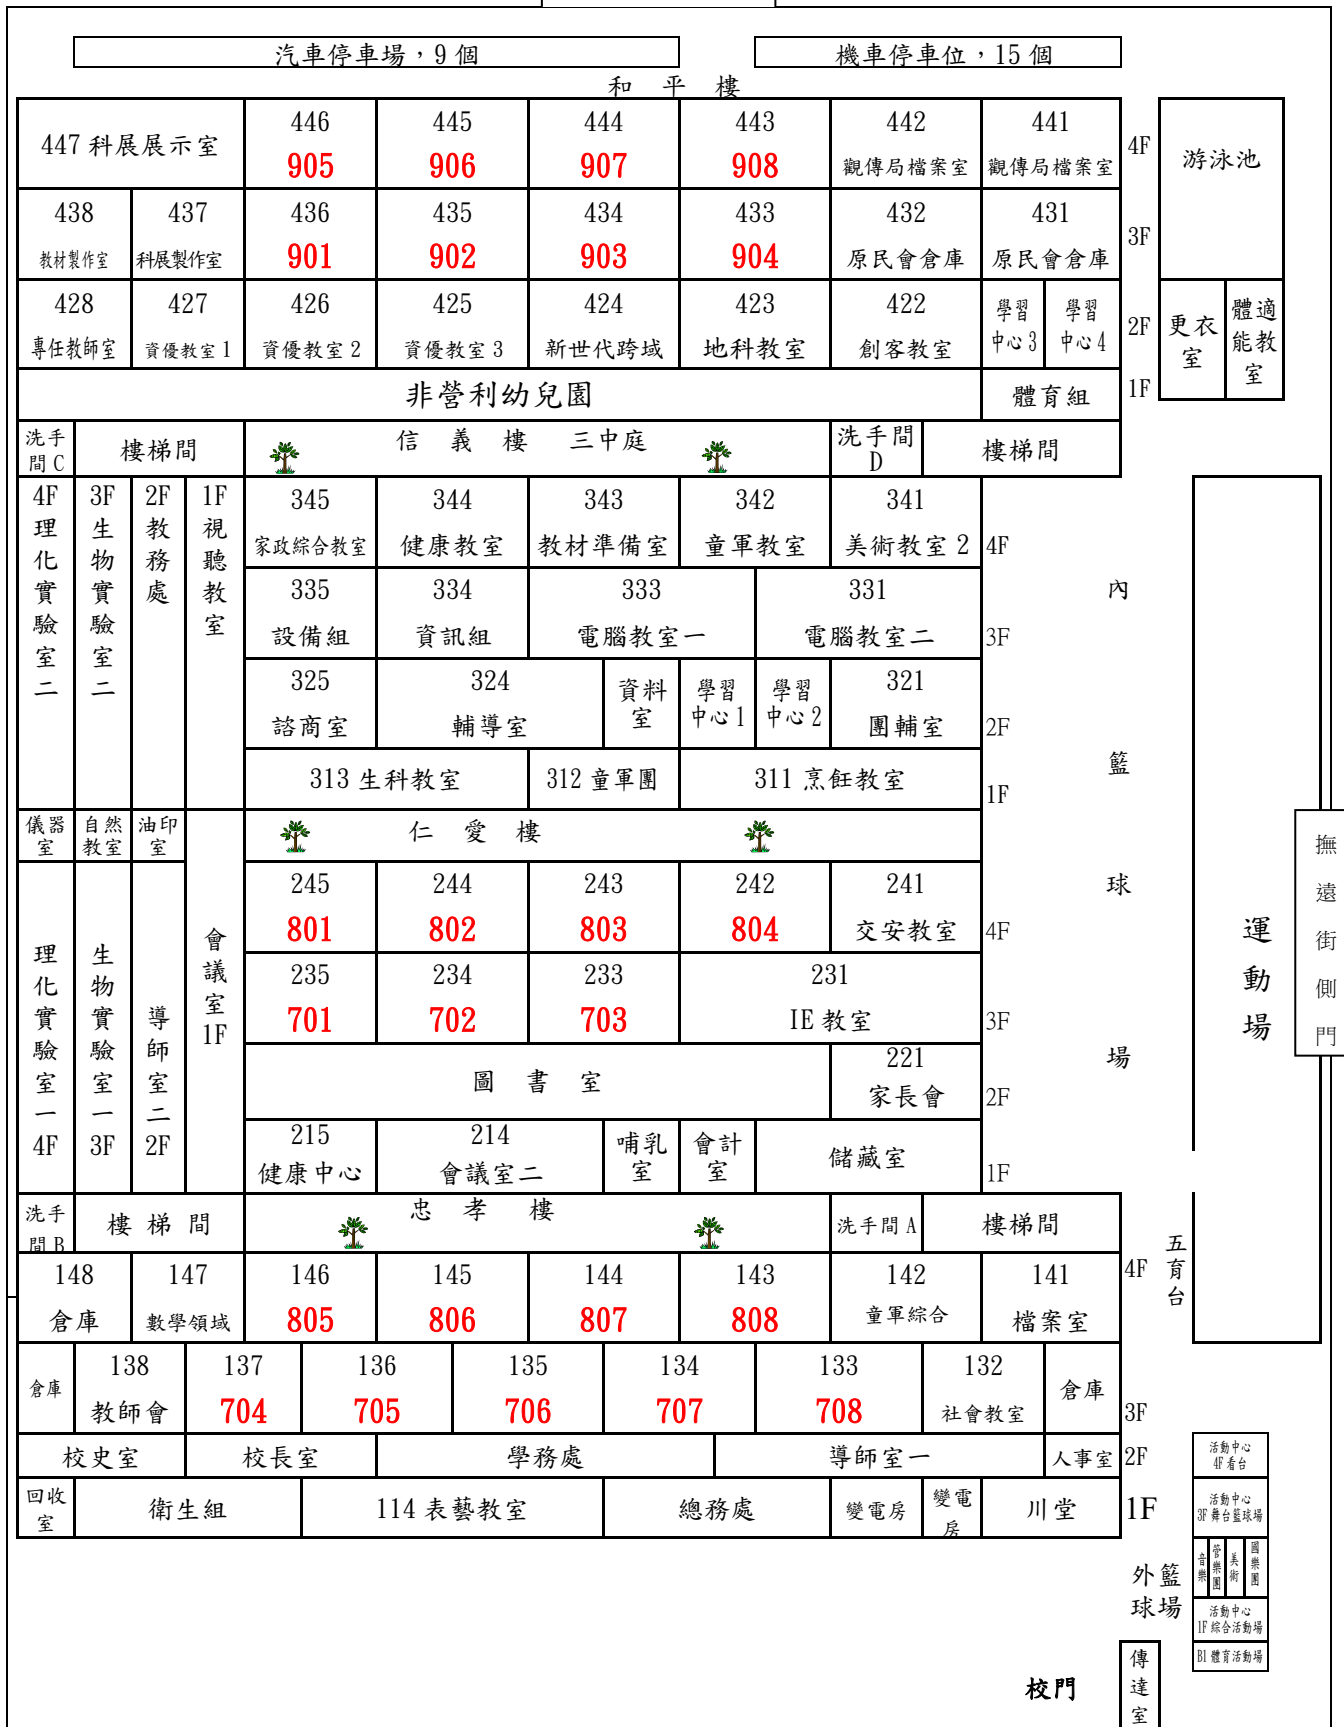 汽車停車場，9 個
機車停車位，15 個
和 平 樓
447 科展展示室
446
905
445
906
444
907
443
908
442
觀傳局檔案室
441
觀傳局檔案室
4F
游泳池
438
教材製作室
437
科展製作室
436
901
435
902
434
903
433
904
432
原民會倉庫
431
原民會倉庫
3F
428
專任教師室
427
資優教室 1
426
資優教室 2
425
資優教室 3
424
新世代跨域
423
地科教室
422
創客教室
學習
中心 3
學習
中心 4
2F
更衣
室
體適
能教
室
非營利幼兒園
體育組
1F
洗手
間 C
樓梯間
信 義 樓 三中庭
洗手間
D
樓梯間
4F
理化實驗室二
3F
生物實驗室二
2F
教務處
1F
視聽教室
345
家政綜合教室
344
健康教室
343
教材準備室
342
童軍教室
341
美術教室 2
4F
335
設備組
334
資訊組
333
電腦教室一
331
電腦教室二
3F
325
諮商室
324
輔導室
資料
室
學習
中心 1
學習
中心 2
321
團輔室
2F
313 生科教室
312 童軍團
311 烹飪教室
1F
內籃球場
運動場
撫遠街側門
儀器
室
自然
教室
油印
室
仁 愛 樓
理化實驗室一
4F
生物實驗室一
3F
導師室二
2F
會議室
1F
245
801
244
802
243
803
242
804
241
交安教室
4F
235
701
234
702
233
703
231
IE 教室
3F
圖 書 室
221
家長會
2F
215
健康中心
214
會議室二
哺乳
室
會計
室
儲藏室
1F
洗手
間 B
樓 梯 間
忠 孝 樓
洗手間 A
樓梯間
148
倉庫
147
數學領域
146
805
145
806
144
807
143
808
142
童軍綜合
141
檔案室
4F
五育台
倉庫
138
教師會
137
704
136
705
135
706
134
707
133
708
132
社會教室
倉庫
3F
校史室
校長室
學務處
導師室一
人事室
2F
回收
室
衛生組
114 表藝教室
總務處
變電房
變電
房
川堂
1F
活動中心
4F 看台
活動中心
3F 舞台籃球場
音樂
管樂團
美術
國樂團
活動中心
1F 綜合活動場
B1 體育活動場
外籃
球場
校門
傳達室